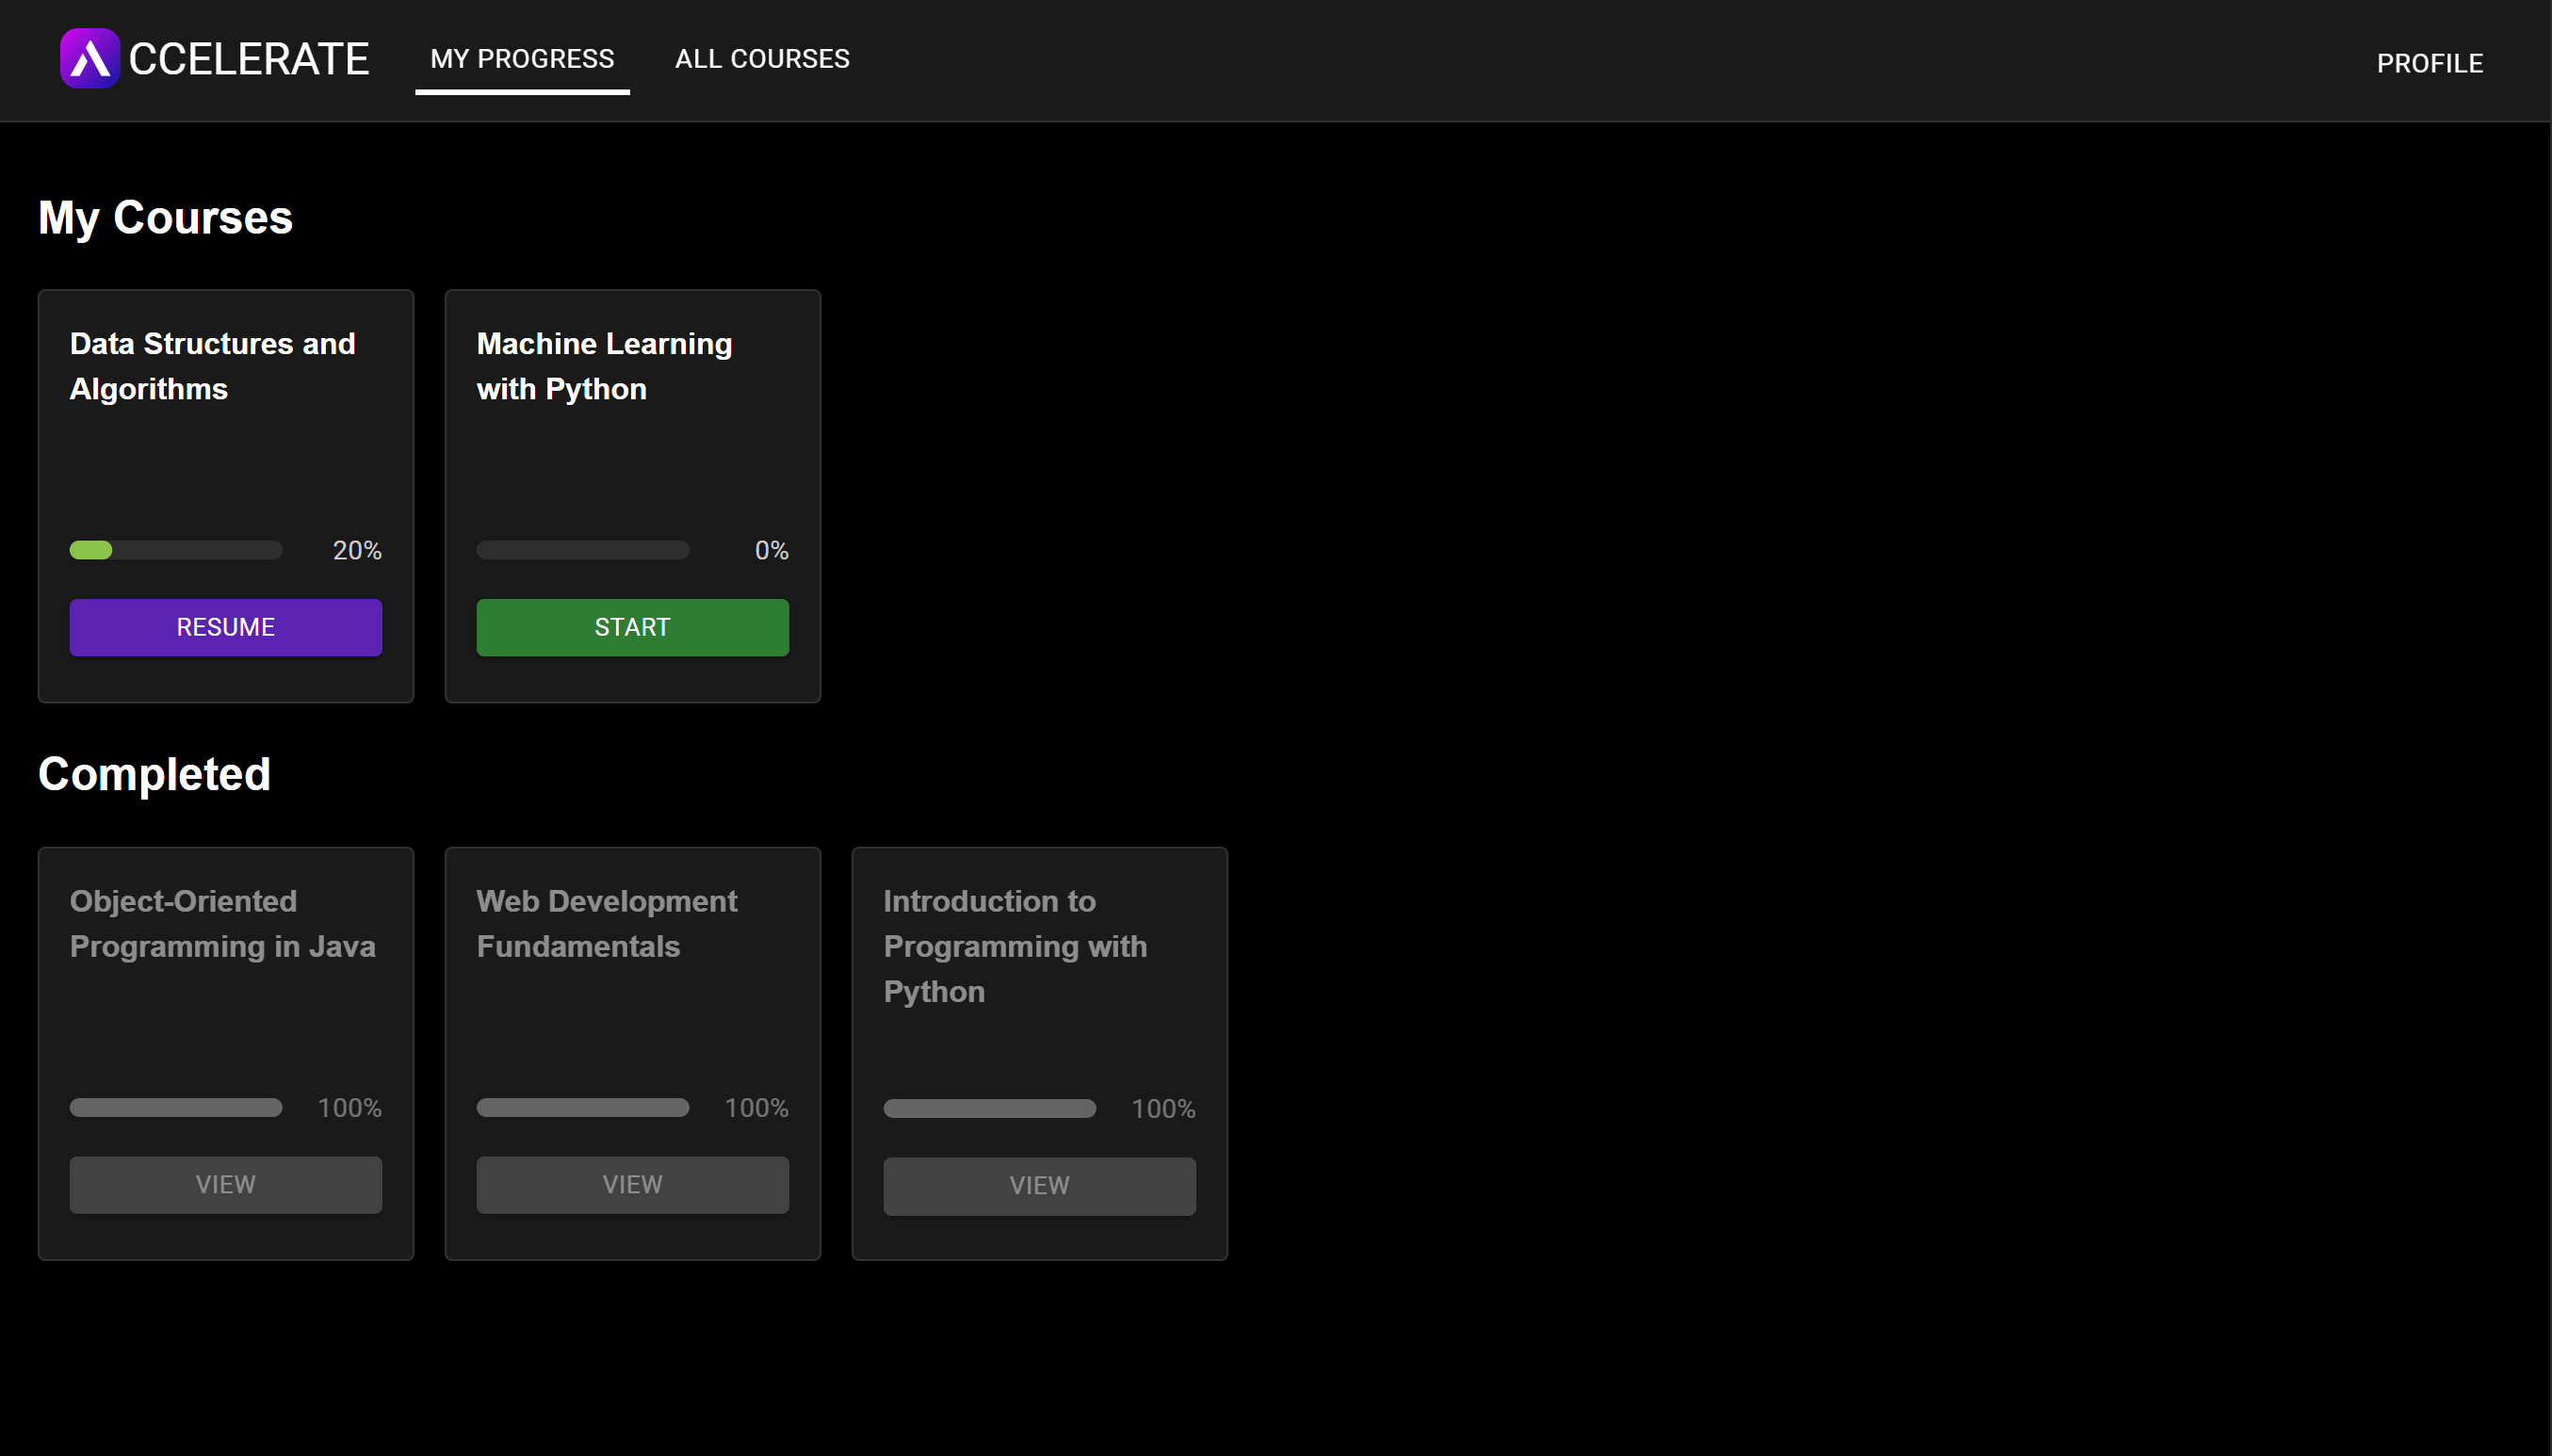 CCELERATE
MY PROGRESS
ALL COURSES
PROFILE
My Courses
Data Structures and
Algorithms
20%
RESUME
Machine Learning
with Python
0%
START
Completed
Object-Oriented
Programming in Java
100%
VIEW
Web Development
Fundamentals
100%
VIEW
Introduction to
Programming with
Python
100%
VIEW